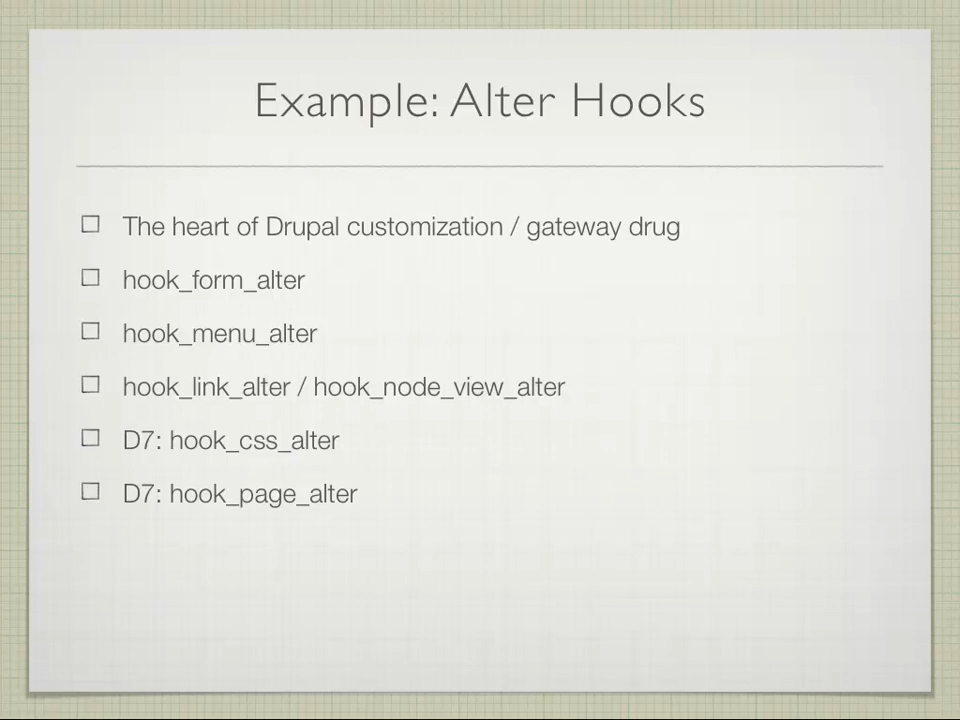 Example: Alter Hooks
The heart of Drupal customization / gateway drug
hook_form_alter
hook_menu_alter
hook_link_alter / hook_node_view_alter
D7: hook_css_alter
D7: hook_page_alter